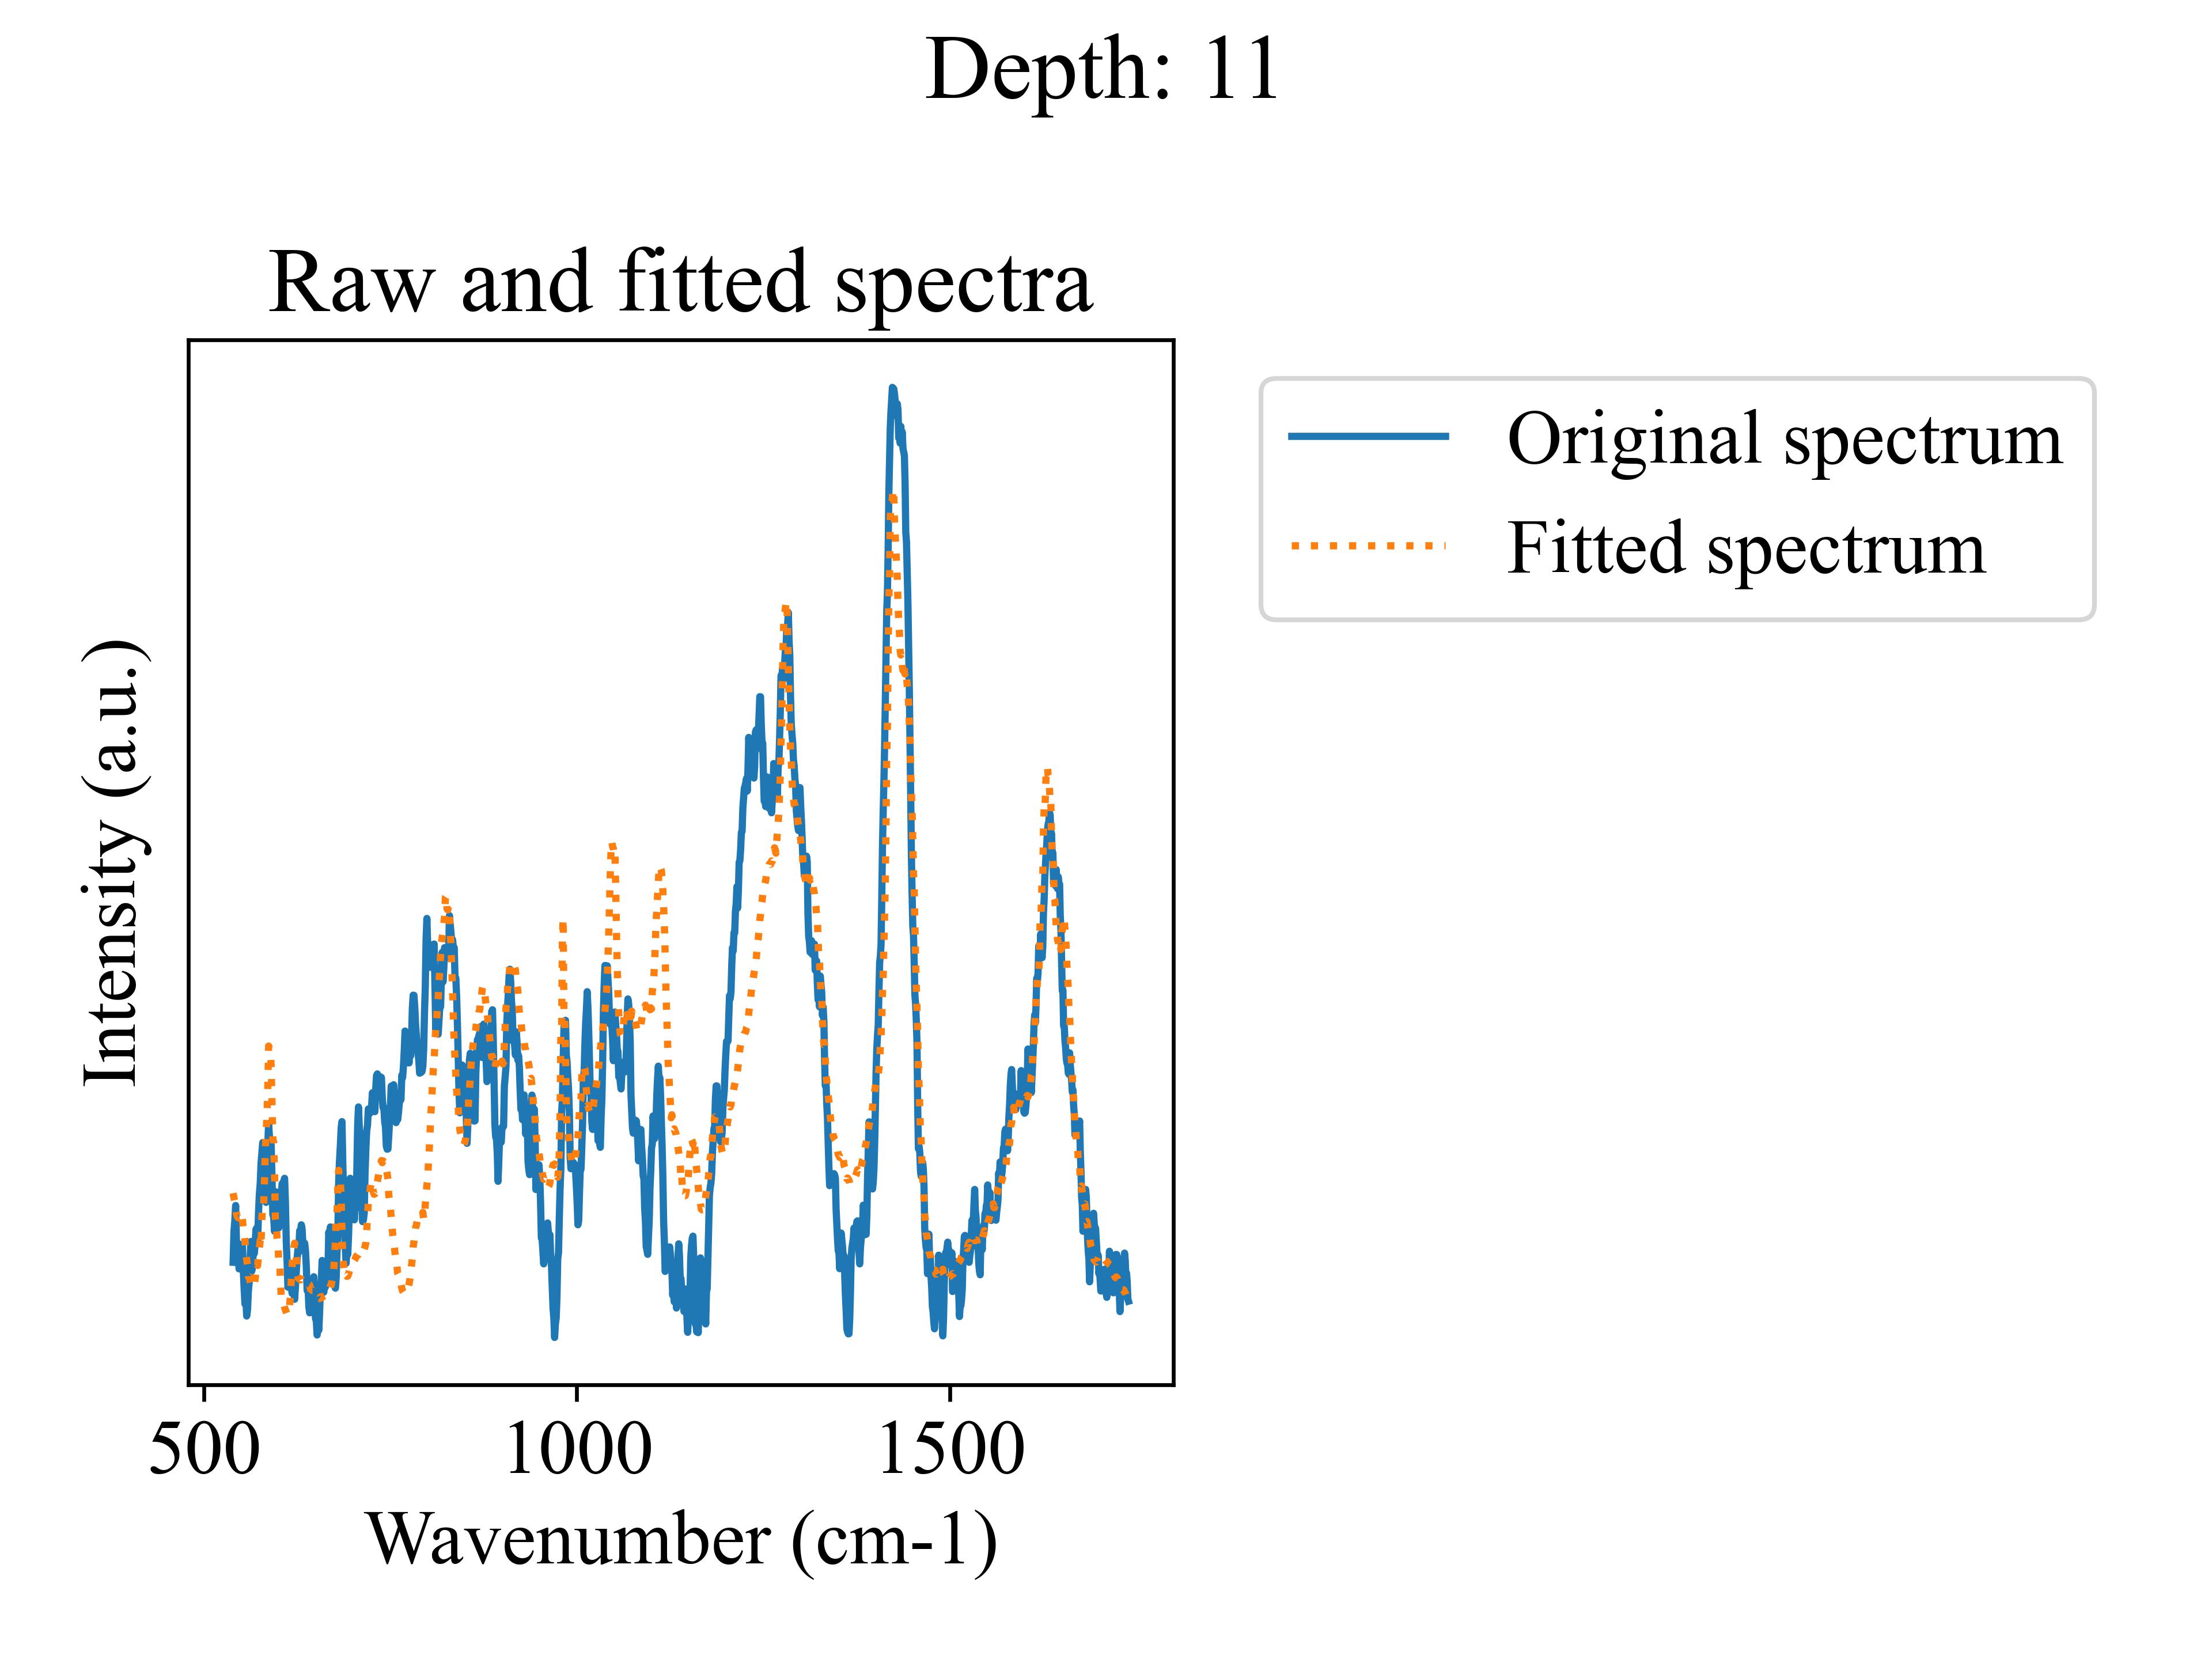 Depth: 11
Raw and fitted spectra
Original spectrum
Fitted spectrum
Intensity (a.u.)
500 1000 1500
Wavenumber (cm-1)